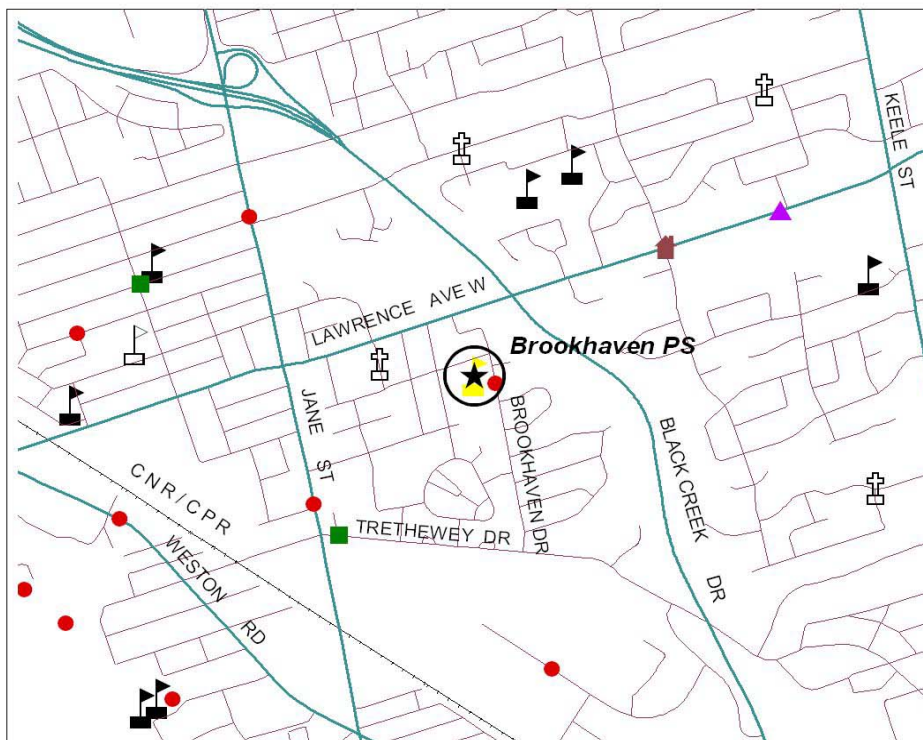 KEELE ST
LAWRENCE AVE W
Brookhaven PS
JANE ST
BROOKHAVEN DR
BLACK CREEK DR
CNR/CPR
TRETHEWEY DR
WESTON RD